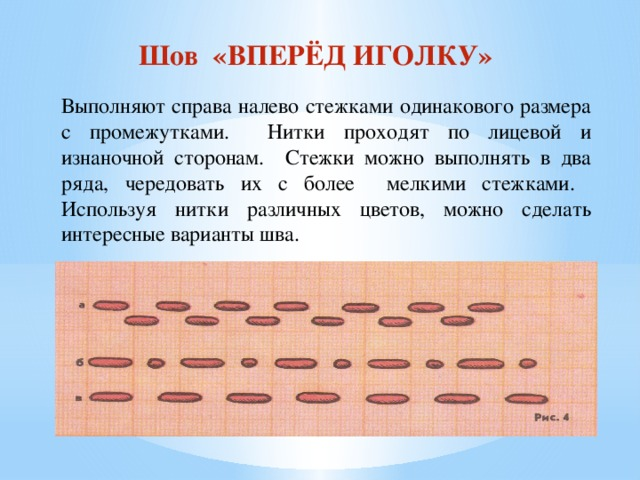 Шов «ВПЕРЁД ИГОЛКУ»
Выполняют справа налево стежками одинакового размера
с промежутками. Нитки проходят по лицевой и
изнаночной сторонам. Стежки можно выполнять в два
ряда, чередовать их с более мелкими стежками.
Используя нитки различных цветов, можно сделать
интересные варианты шва.
а
б
в
Рис. 4